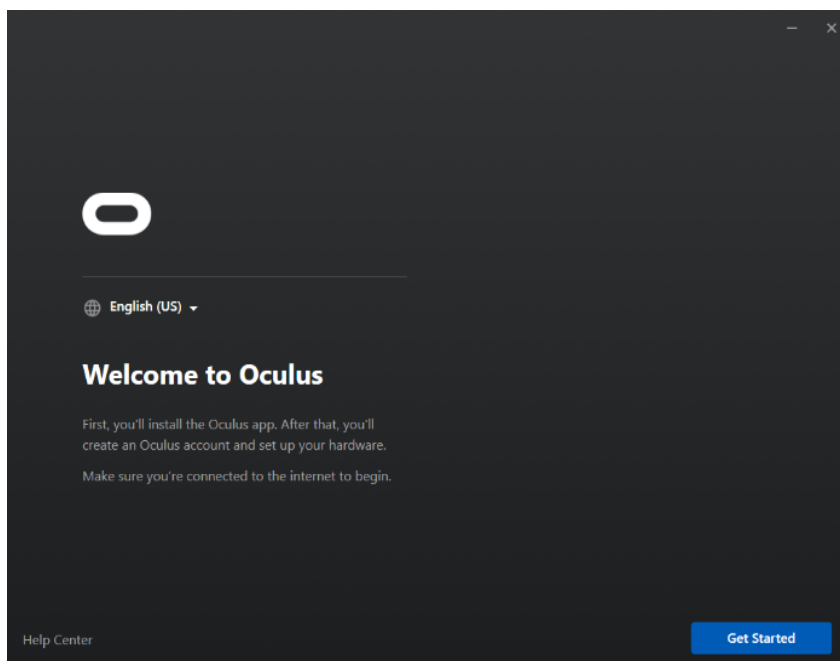 English (US)
Welcome to Oculus
First, you'll install the Oculus app. After that, you'll
create an Oculus account and set up your hardware.
Make sure you're connected to the internet to begin.
Help Center
Get Started